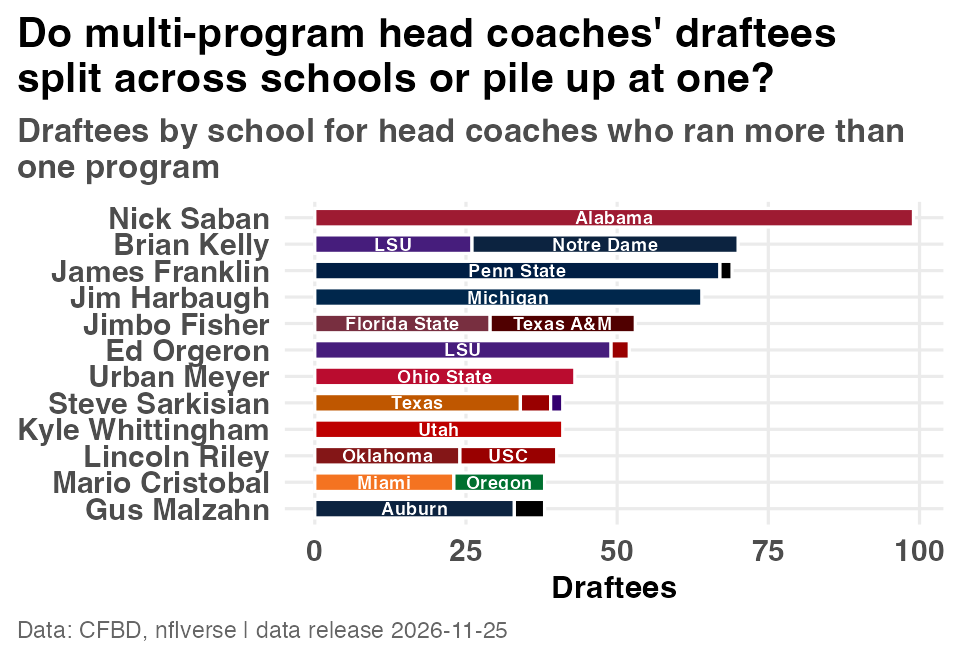 Do multi-program head coaches' draftees
split across schools or pile up at one?
Draftees by school for head coaches who ran more than
one program
Nick Saban
Alabama
Brian Kelly
LSU
Notre Dame
James Franklin
Penn State
Jim Harbaugh
Michigan
Jimbo Fisher
Florida State
Texas A&M
Ed Orgeron
LSU
Urban Meyer
Ohio State
Steve Sarkisian
Texas
Kyle Whittingham
Utah
Lincoln Riley
Oklahoma
USC
Mario Cristobal
Miami
Oregon
Gus Malzahn
Auburn
0
25
50
75
100
Draftees
Data: CFBD, nflverse | data release 2026-11-25